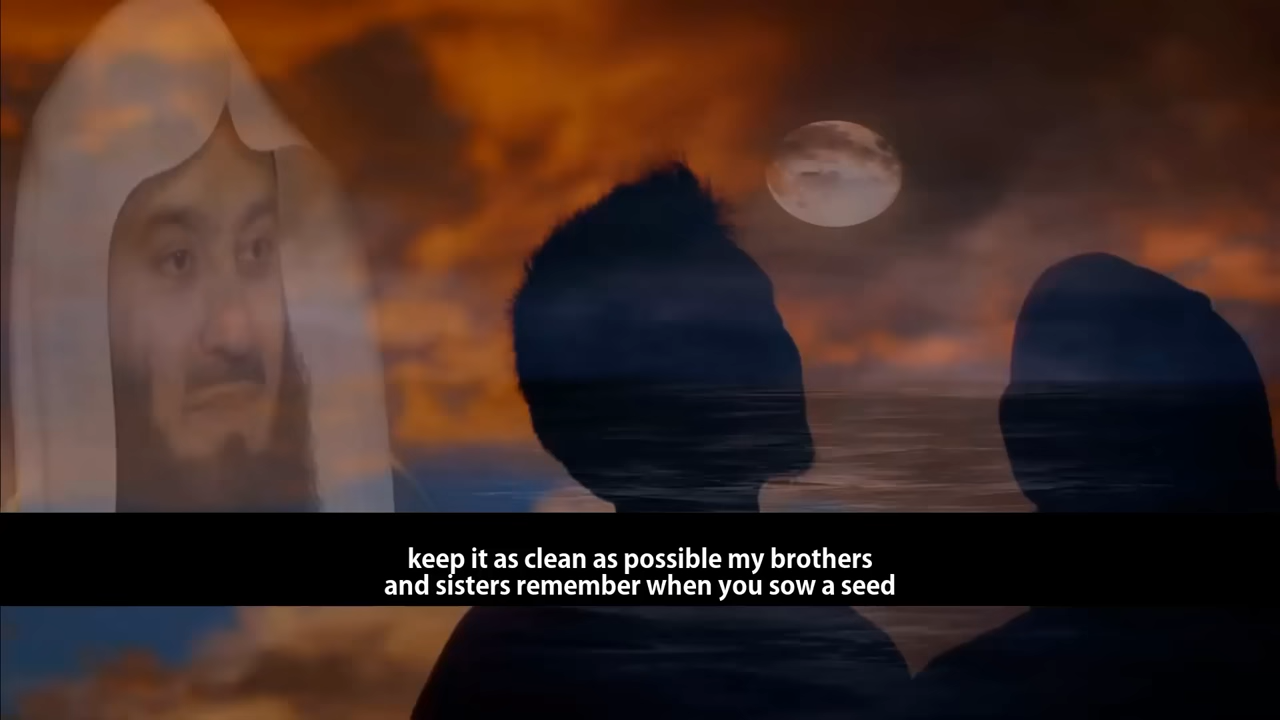 keep it as clean as possible my brothers
and sisters remember when you sow a seed